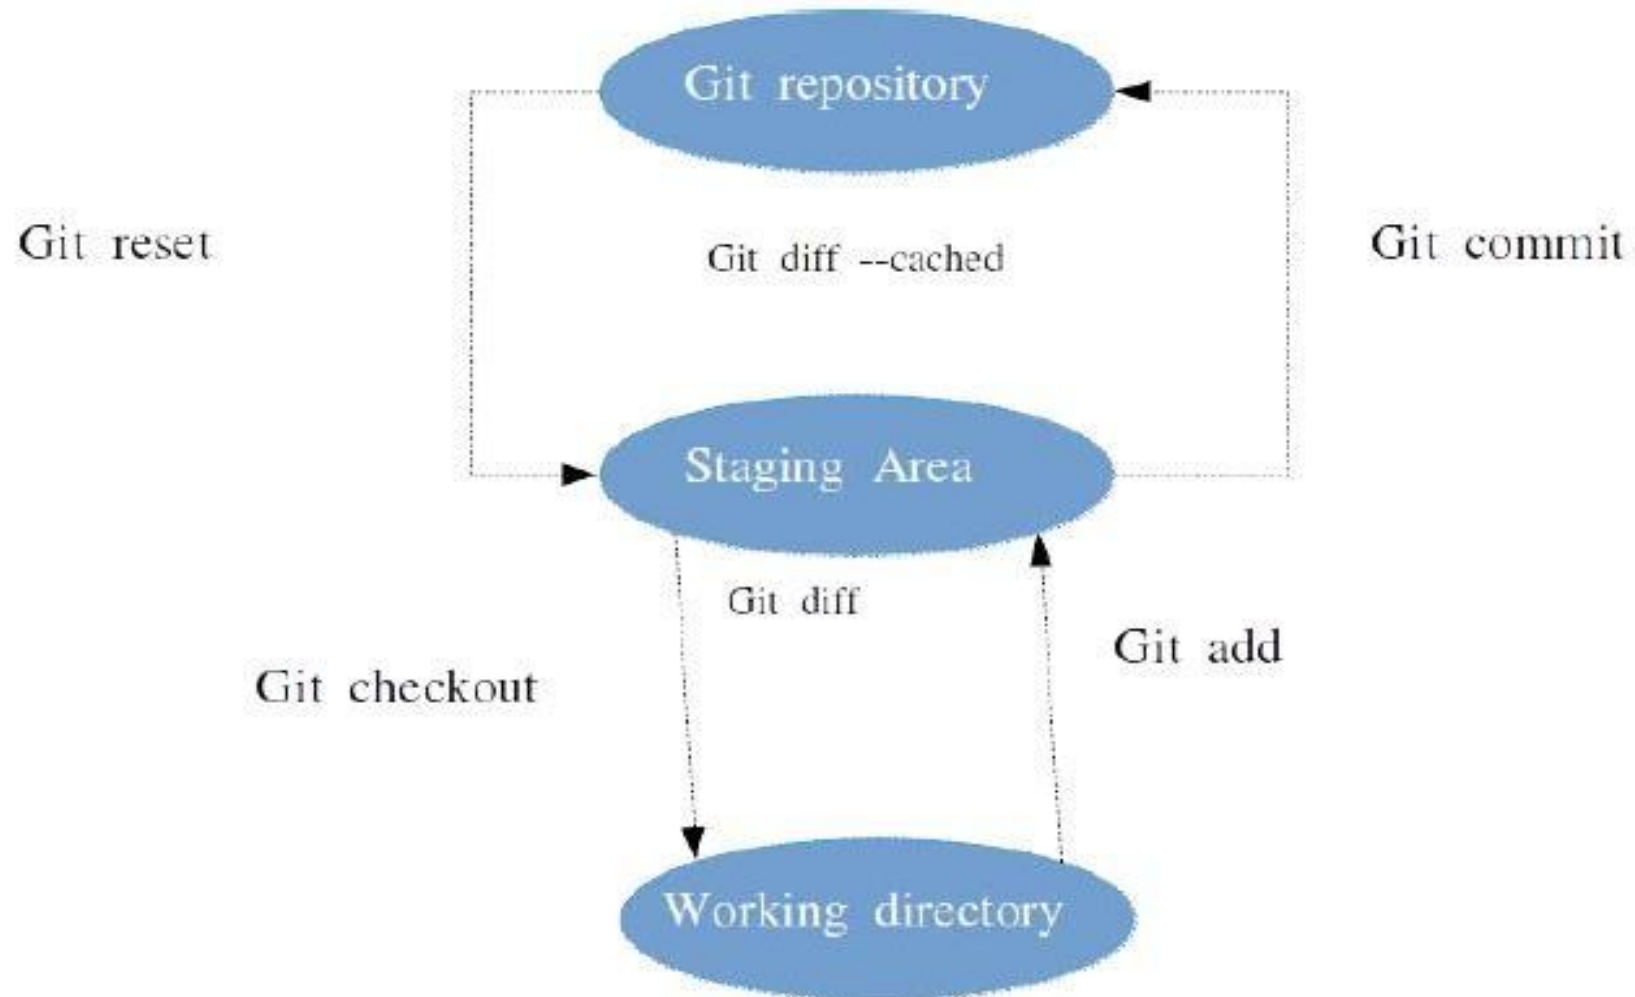 Git repository
Git reset
Git diff --cached
Git commit
Staging Area
Git diff
Git add
Git checkout
Working directory